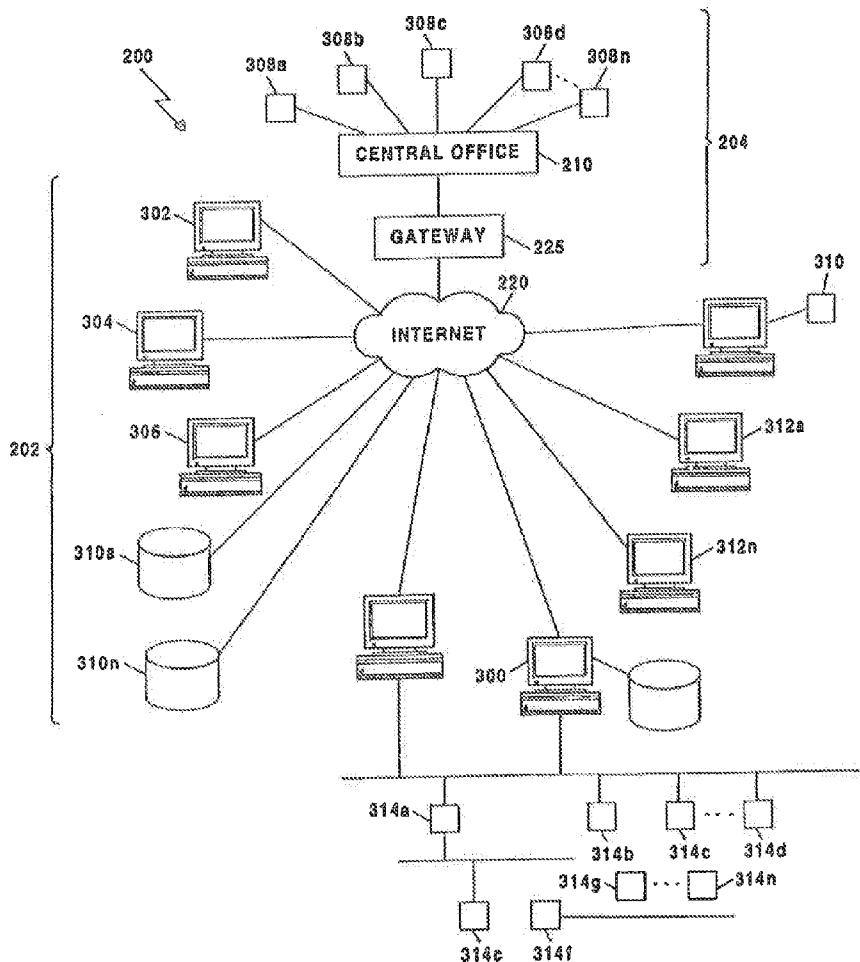 200
308a
308b
308c
308d
308n
CENTRAL OFFICE
210
204
302
GATEWAY
225
220
310
304
INTERNET
306
312a
202
310a
312n
310n
300
314a
314b
314c
314d
314g
314n
314e
314f